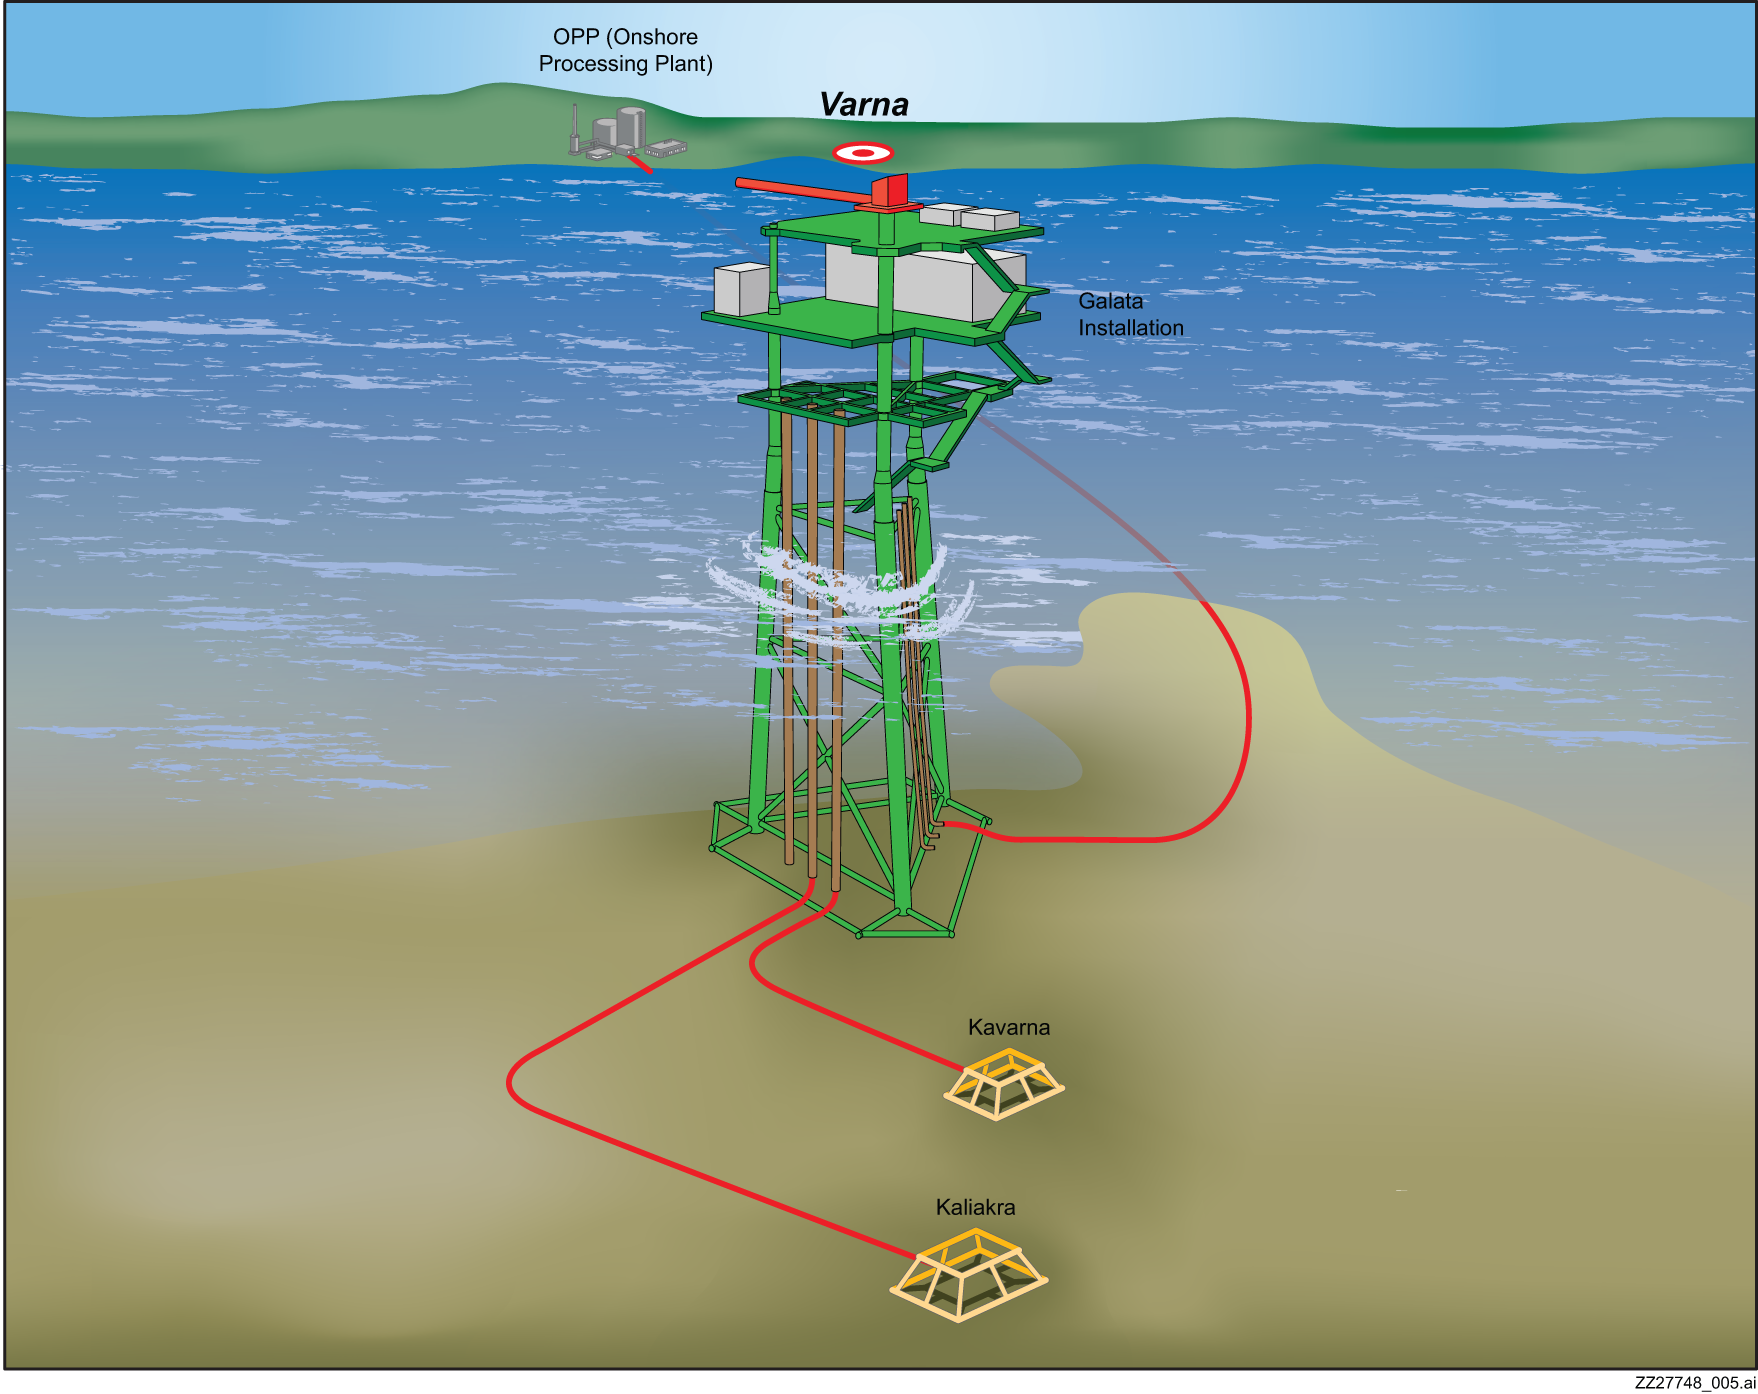 OPP (Onshore
Processing Plant)
Varna
Galata
Installation
Kavarna
Kaliakra
ZZ27748_005.ai